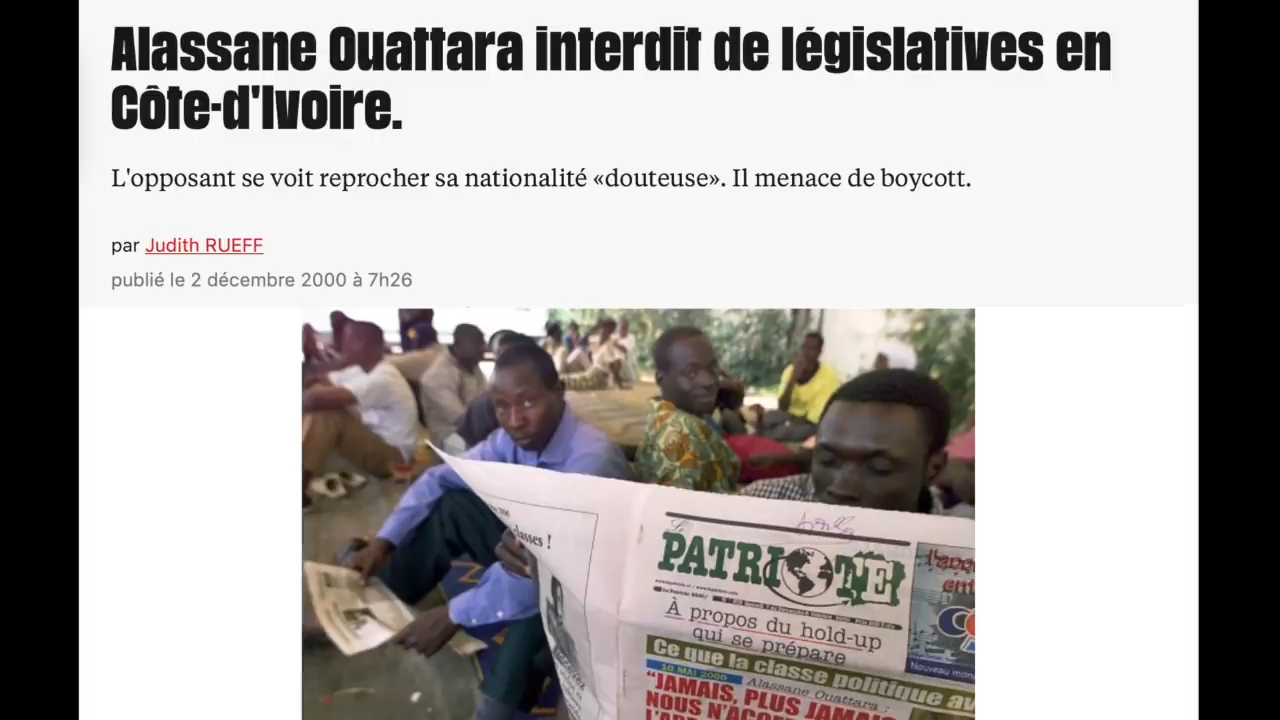 Alassane Ouattara interdit de législatives en
Côte-d'Ivoire.
L'opposant se voit reprocher sa nationalité «douteuse». Il menace de boycott.
par Judith RUEFF
publié le 2 décembre 2000 à 7h26
Le
PATRIOTE
À propos du hold-up
qui se prépare
Ce que la classe politique
10 MAI 2000 Alassane Ouattara :
"JAMAIS, PLUS JAMAIS
Nouveau